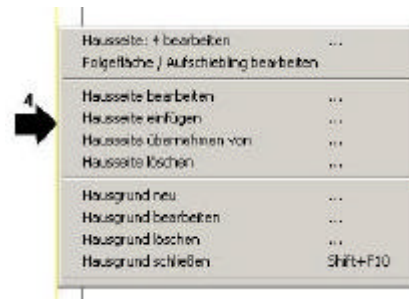 Hausseite: 4 bearbeiten ...
Folgefläche / Aufschiebling bearbeiten
4
Hausseite bearbeiten ...
Hausseite einfügen ...
Hausseite übernehmen von ...
Hausseite löschen ...
Hausgrund neu ...
Hausgrund bearbeiten ...
Hausgrund löschen ...
Hausgrund schließen Shift+F10